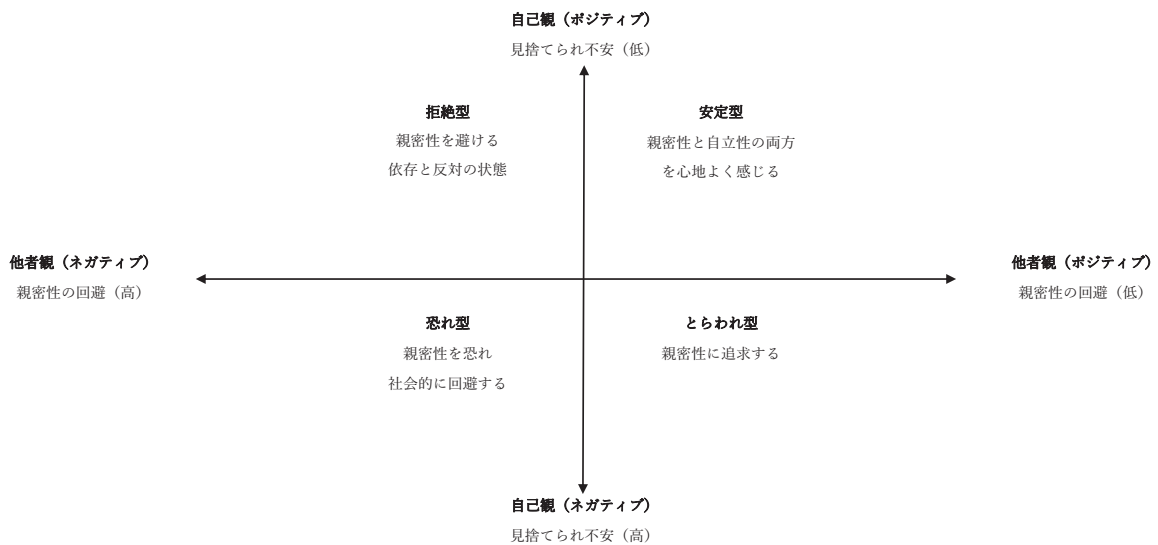 自己観（ポジティブ）
見捨てられ不安（低）
拒絶型
親密性を避ける
依存と反対の状態
安定型
親密性と自立性の両方
を心地よく感じる
他者観（ネガティブ）
親密性の回避（高）
他者観（ポジティブ）
親密性の回避（低）
恐れ型
親密性を恐れ
社会的に回避する
とらわれ型
親密性に追求する
自己観（ネガティブ）
見捨てられ不安（高）